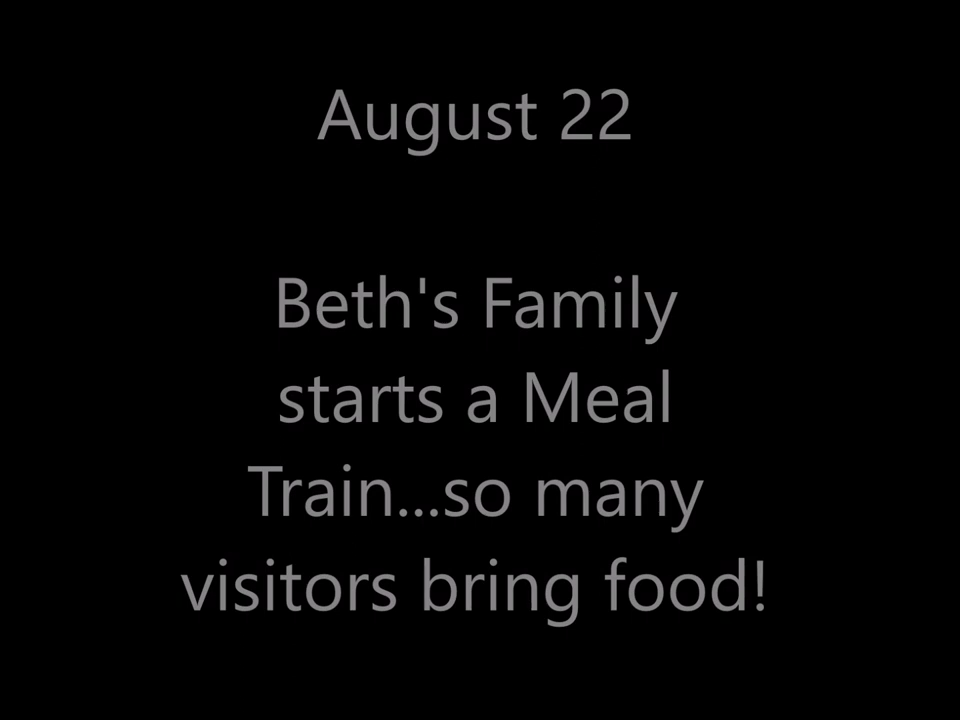 August 22
Beth's Family
starts a Meal
Train...so many
visitors bring food!